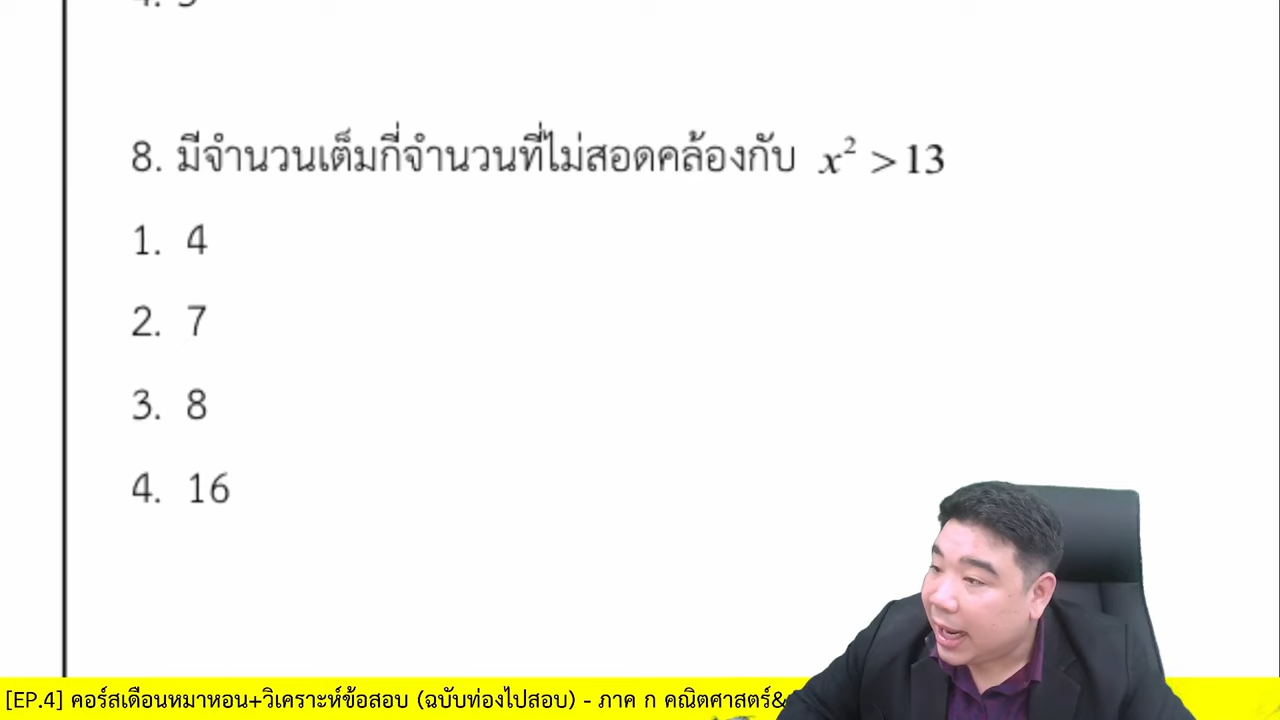 8. มีจำนวนเต็มกี่จำนวนที่ไม่สอดคล้องกับ x² > 13
1. 4
2. 7
3. 8
4. 16
[EP.4] คอร์สเดือนหมาหอน+วิเคราะห์ข้อสอบ (ฉบับท่องไปสอบ) - ภาค ก คณิตศาสตร์&